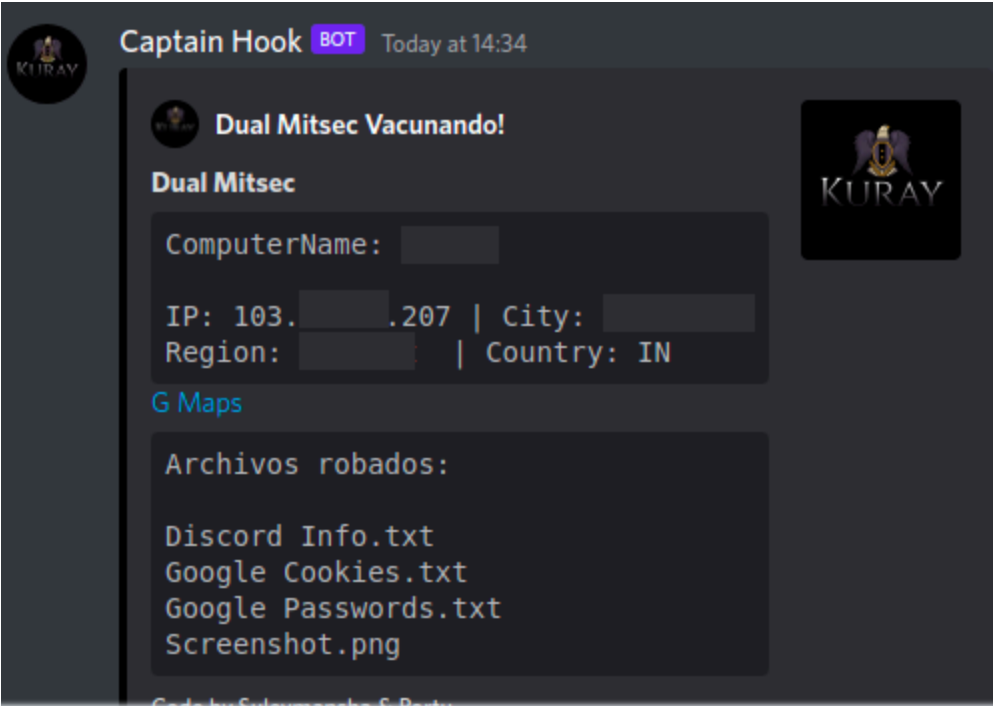 Captain Hook BOT Today at 14:34
KURAY
Dual Mitsec Vacunando!
Dual Mitsec
KURAY
ComputerName:
IP: 103. .207 | City:
Region: | Country: IN
G Maps
Archivos robados:
Discord Info.txt
Google Cookies.txt
Google Passwords.txt
Screenshot.png